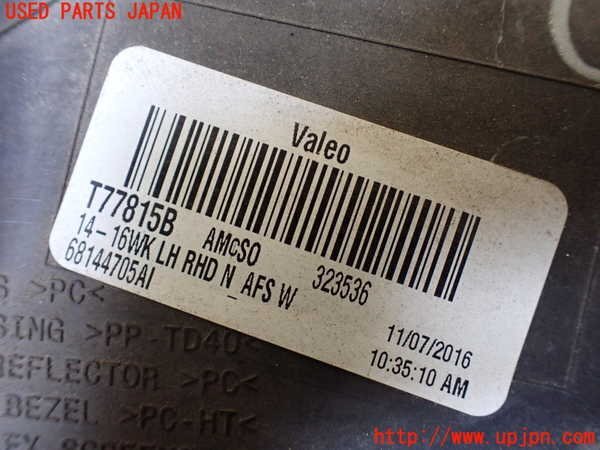 USED PARTS JAPAN
Valeo
T77815B
AMcSO
323536
14-16WK LH RHD N_AFS W
68144705AI
11/07/2016
10:35:10 AM
>PC<
SING >PP-TD40<
REFLECTOR >PC<
BEZEL >PC-HT<
http://www.upjpn.com